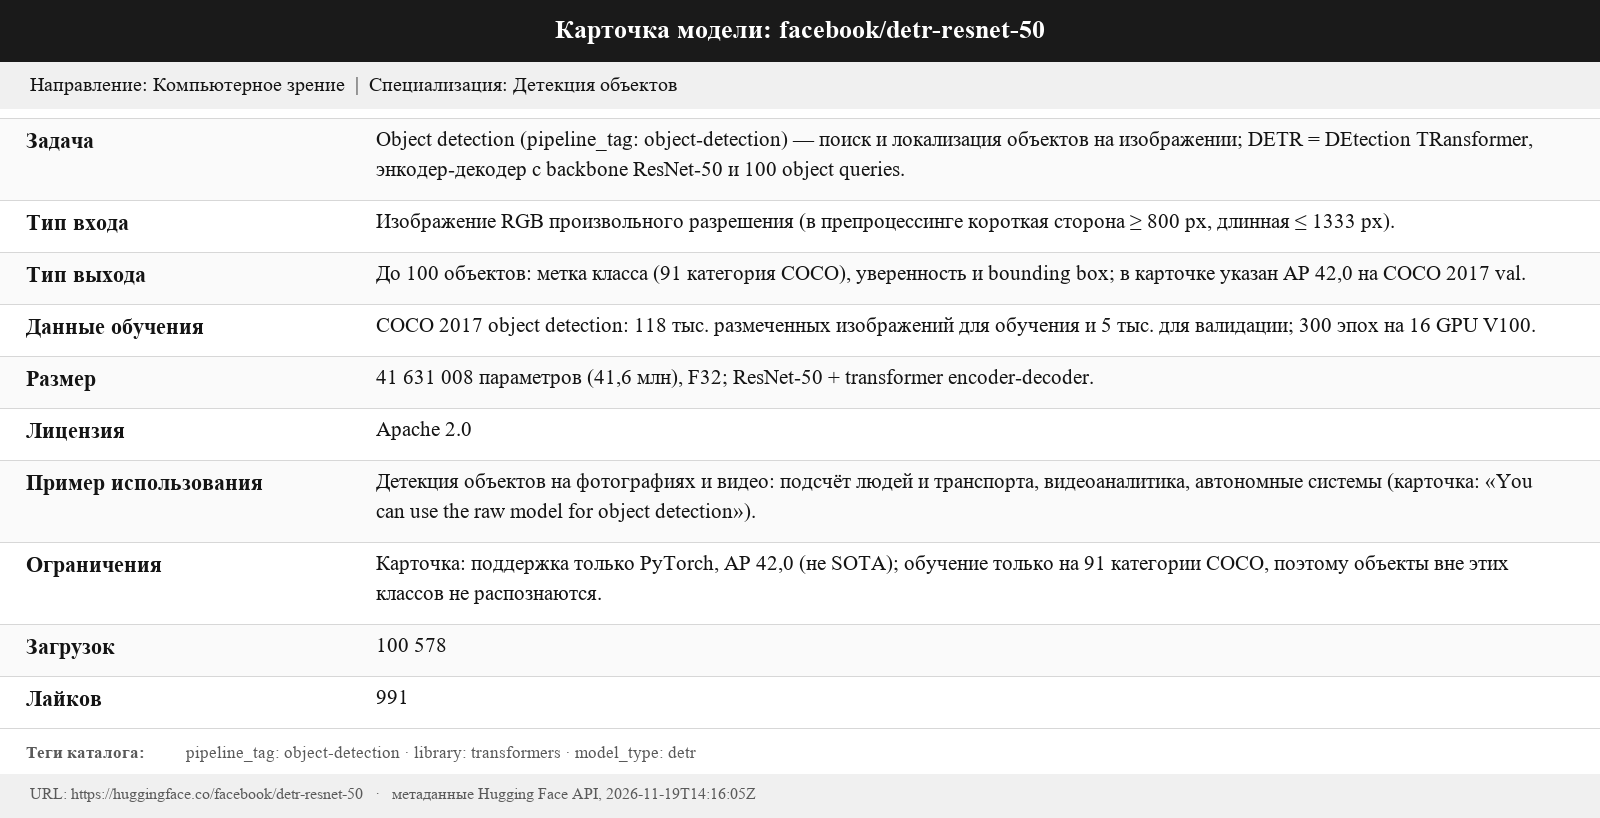 Карточка модели: facebook/detr-resnet-50
Направление: Компьютерное зрение | Специализация: Детекция объектов
Задача
Object detection (pipeline_tag: object-detection) — поиск и локализация объектов на изображении; DETR = DEtection TRansformer,
энкодер-декодер с backbone ResNet-50 и 100 object queries.
Тип входа
Изображение RGB произвольного разрешения (в препроцессинге короткая сторона ≥ 800 px, длинная ≤ 1333 px).
Тип выхода
До 100 объектов: метка класса (91 категория COCO), уверенность и bounding box; в карточке указан AP 42,0 на COCO 2017 val.
Данные обучения
COCO 2017 object detection: 118 тыс. размеченных изображений для обучения и 5 тыс. для валидации; 300 эпох на 16 GPU V100.
Размер
41 631 008 параметров (41,6 млн), F32; ResNet-50 + transformer encoder-decoder.
Лицензия
Apache 2.0
Пример использования
Детекция объектов на фотографиях и видео: подсчёт людей и транспорта, видеоаналитика, автономные системы (карточка: «You
can use the raw model for object detection»).
Ограничения
Карточка: поддержка только PyTorch, AP 42,0 (не SOTA); обучение только на 91 категории COCO, поэтому объекты вне этих
классов не распознаются.
Загрузок
100 578
Лайков
991
Теги каталога: pipeline_tag: object-detection · library: transformers · model_type: detr
URL: https://huggingface.co/facebook/detr-resnet-50 · метаданные Hugging Face API, 2026-11-19T14:16:05Z